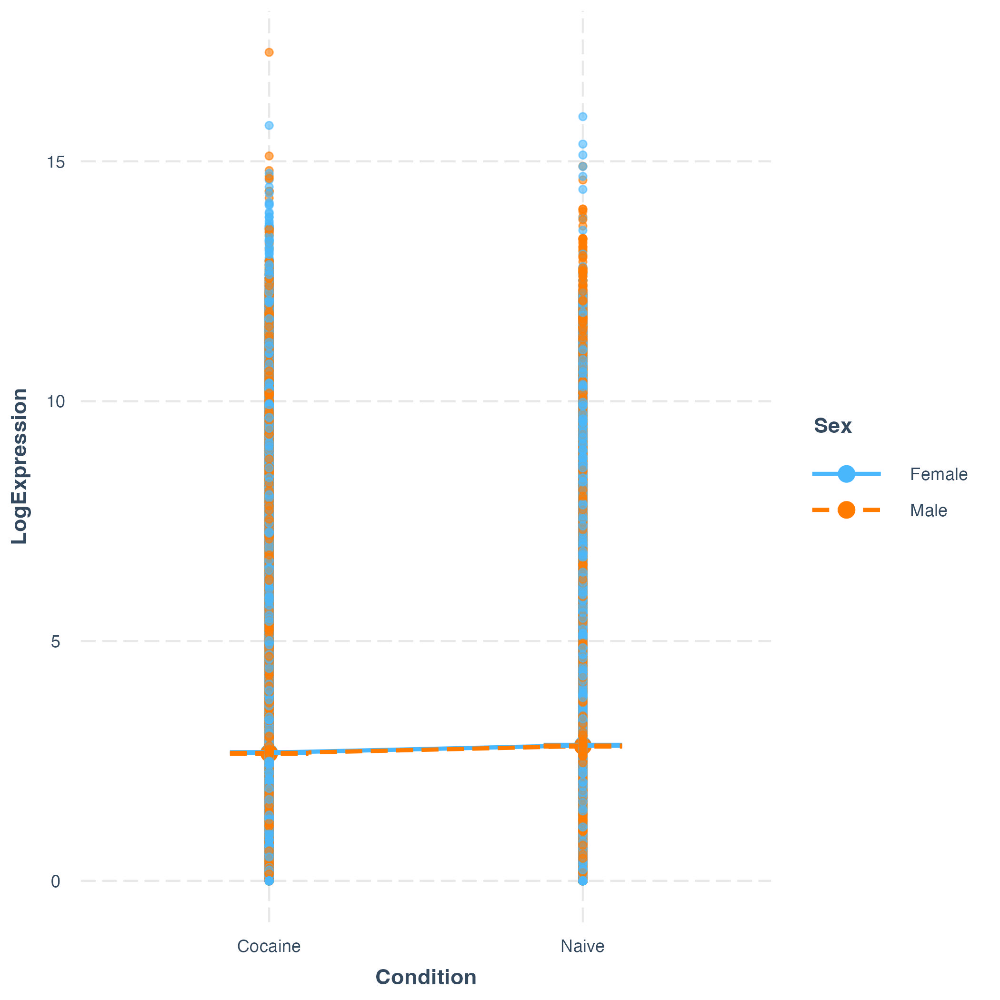 LogExpression
15
10
5
0
Cocaine
Naive
Condition
Sex
Female
Male